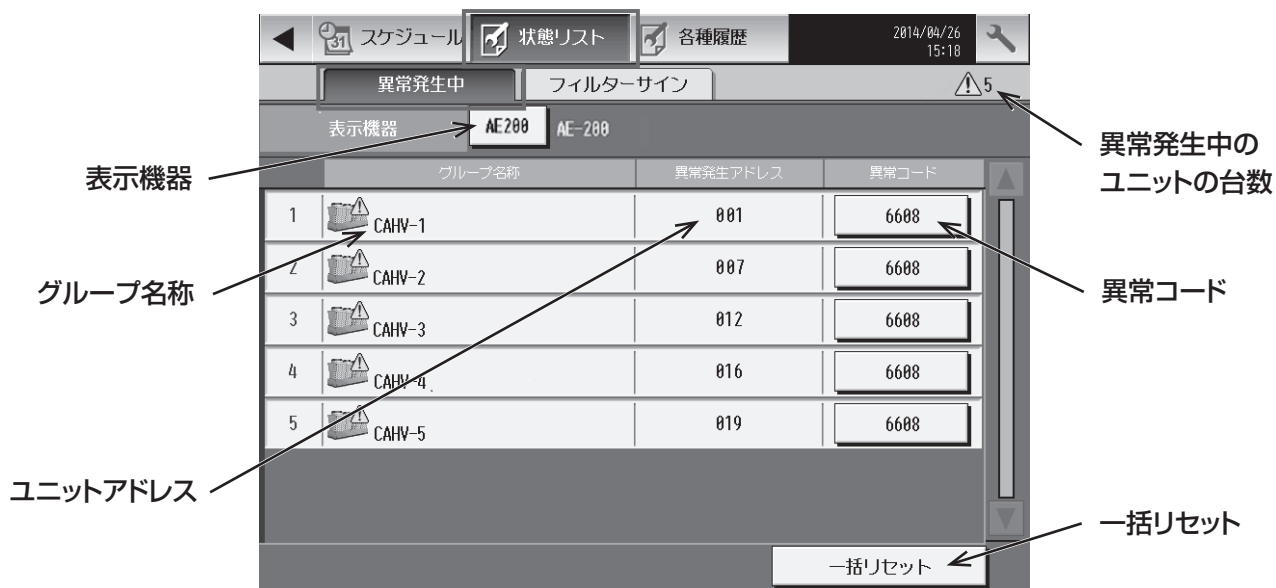 スケジュール
状態リスト
各種履歴
2014/04/26
15:18
31
異常発生中
フィルターサイン
5
表示機器
AE200
AE-200
グループ名称
異常発生アドレス
異常コード
1
CAHV-1
001
6608
2
CAHV-2
007
6608
3
CAHV-3
012
6608
4
CAHV-4
016
6608
5
CAHV-5
019
6608
一括リセット
表示機器
グループ名称
ユニットアドレス
異常発生中の
ユニットの台数
異常コード
一括リセット